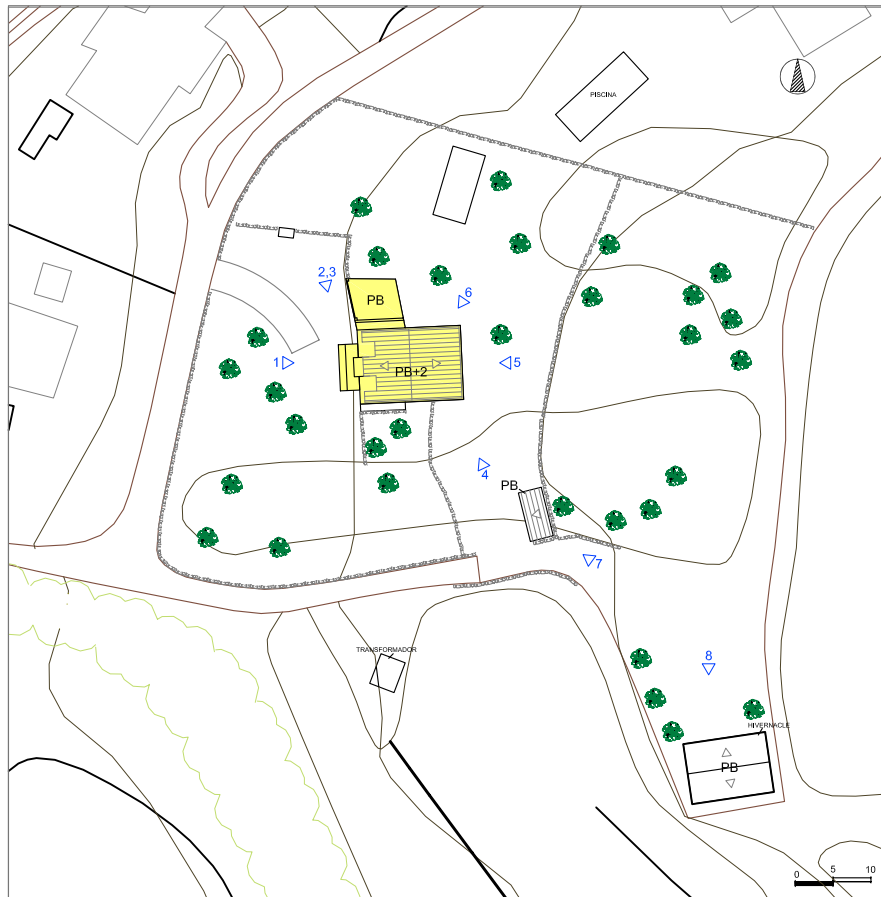 PISCINA
2,3
PB
6
1
PB+2
5
4
PB
7
TRANSFORMADOR
8
HIVERNACLE
PB
0 5 10